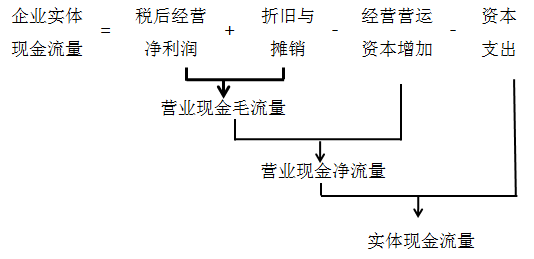 企业实体 税后经营 折旧与 经营营运 资本
= + - -
现金流量 净利润 摊销 资本增加 支出
营业现金毛流量
营业现金净流量
实体现金流量